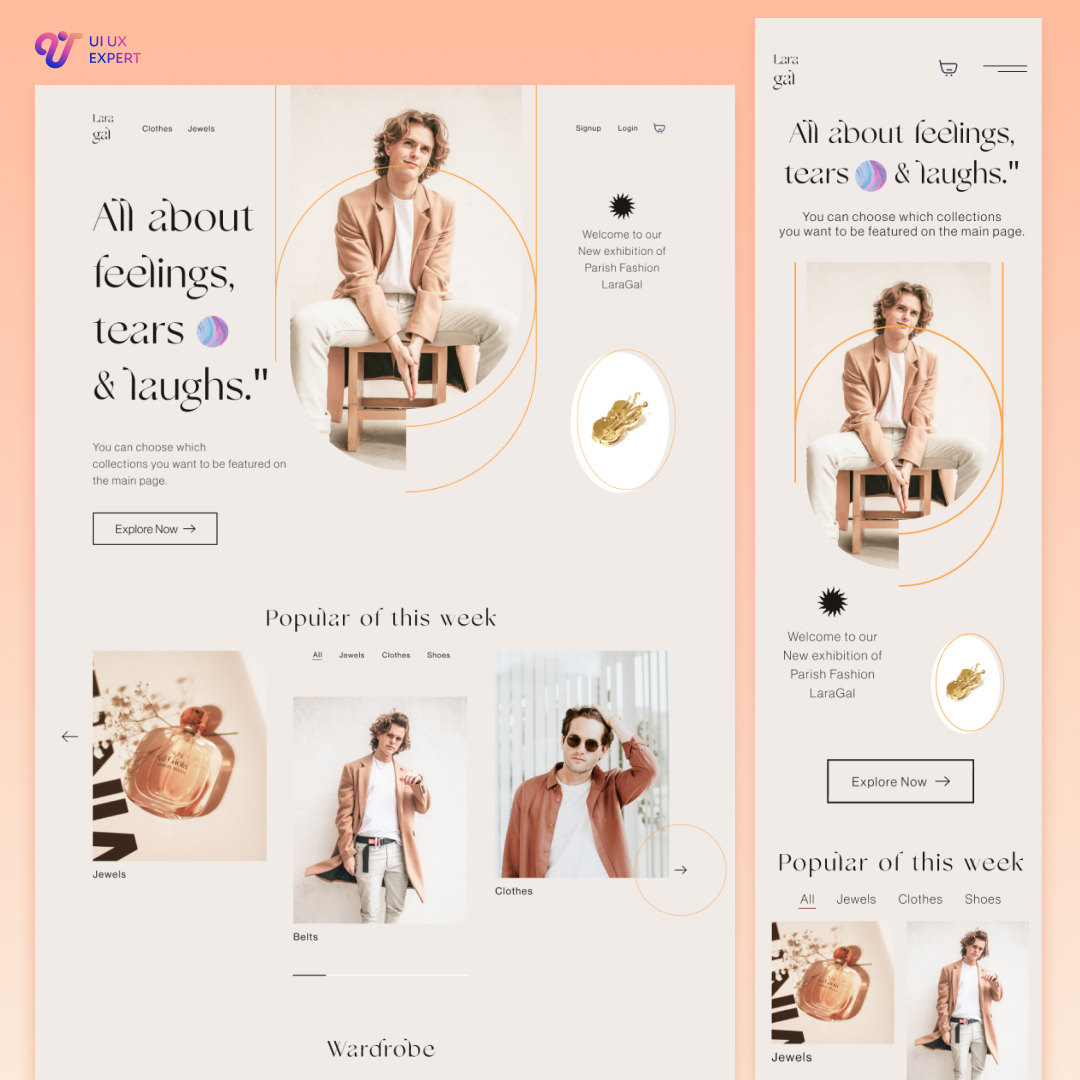 UI UX
EXPERT
Lara
gal
Clothes
Jewels
Signup
Login
All about
feelings,
tears
& laughs."
Welcome to our
New exhibition of
Parish Fashion
LaraGal
You can choose which
collections you want to be featured on
the main page.
Explore Now
Popular of this week
All
Jewels
Clothes
Shoes
Jewels
Belts
Clothes
Wardrobe
Lara
gal
All about feelings,
tears & laughs."
You can choose which collections
you want to be featured on the main page.
Welcome to our
New exhibition of
Parish Fashion
LaraGal
Explore Now
Popular of this week
All
Jewels
Clothes
Shoes
Jewels